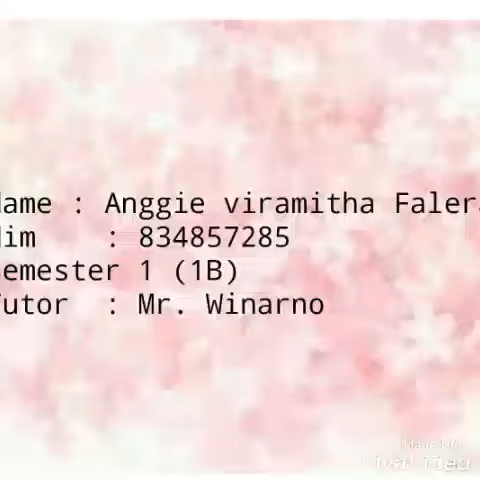 ame : Anggie viramitha Faler
im : 834857285
emester 1 (1B)
utor : Mr. Winarno